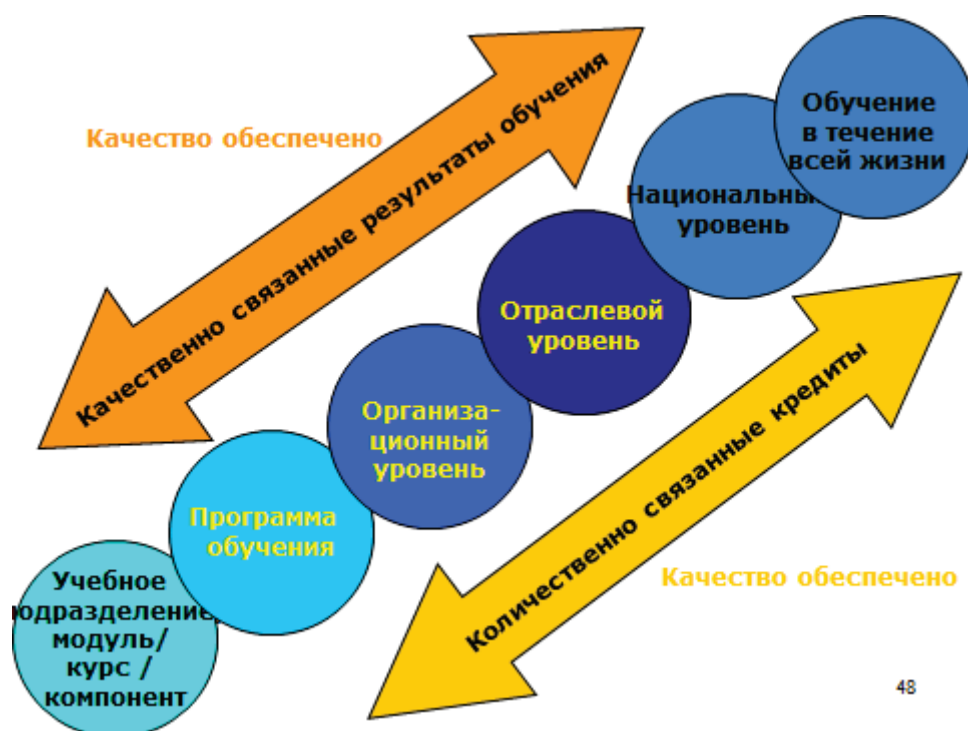 Качество обеспечено
Качественно связанные результаты обучения
Обучение
в течение
всей жизни
Национальны
уровень
Отраслевой
уровень
Организа-
ционный
уровень
Программа
обучения
Учебное
подразделение,
модуль/
курс /
компонент
Количественно связанные кредиты
Качество обеспечено
48